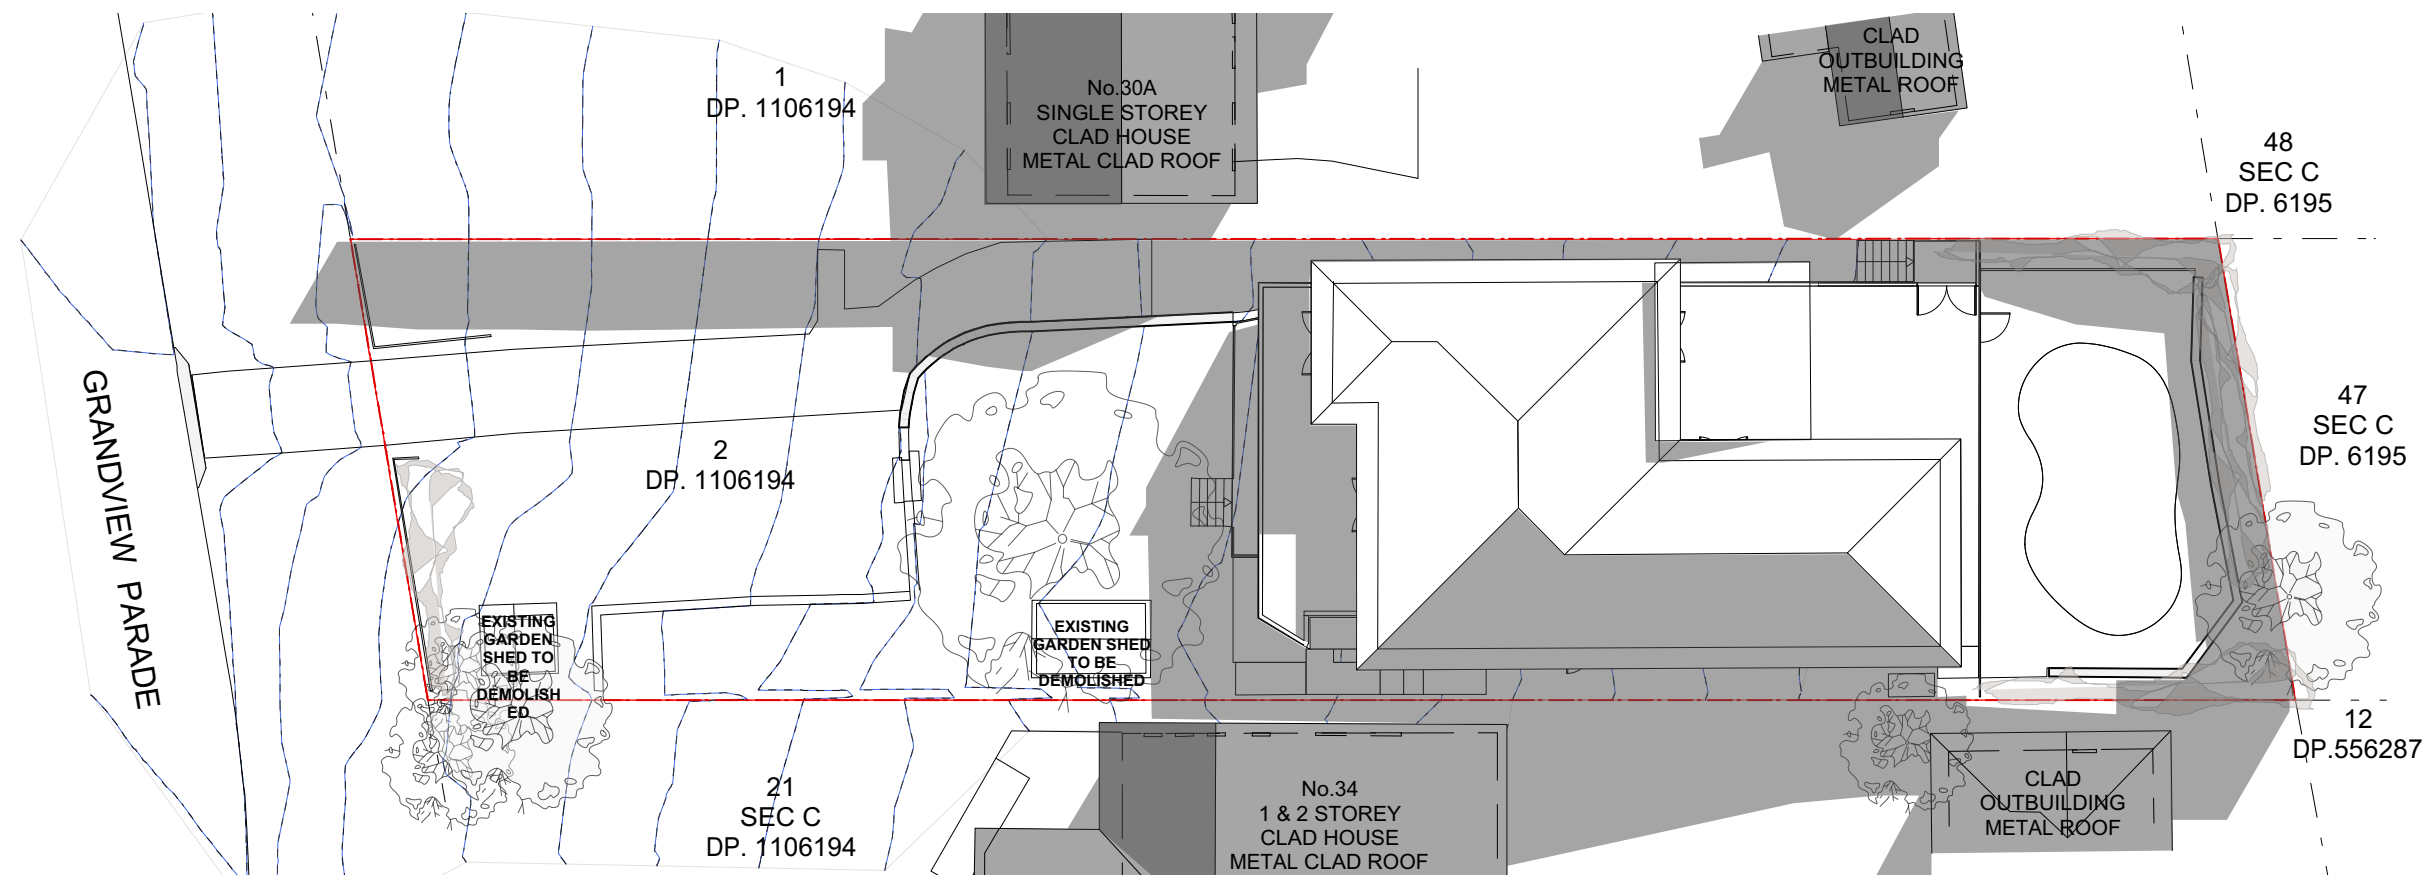 1
DP. 1106194
No.30A
SINGLE STOREY
CLAD HOUSE
METAL CLAD ROOF
CLAD
OUTBUILDING
METAL ROOF
48
SEC C
DP. 6195
GRANDVIEW PARADE
2
DP. 1106194
47
SEC C
DP. 6195
EXISTING
GARDEN
SHED TO
BE
DEMOLISH
ED
EXISTING
GARDEN SHED
TO BE
DEMOLISHED
12
DP.556287
21
SEC C
DP. 1106194
No.34
1 & 2 STOREY
CLAD HOUSE
METAL CLAD ROOF
CLAD
OUTBUILDING
METAL ROOF